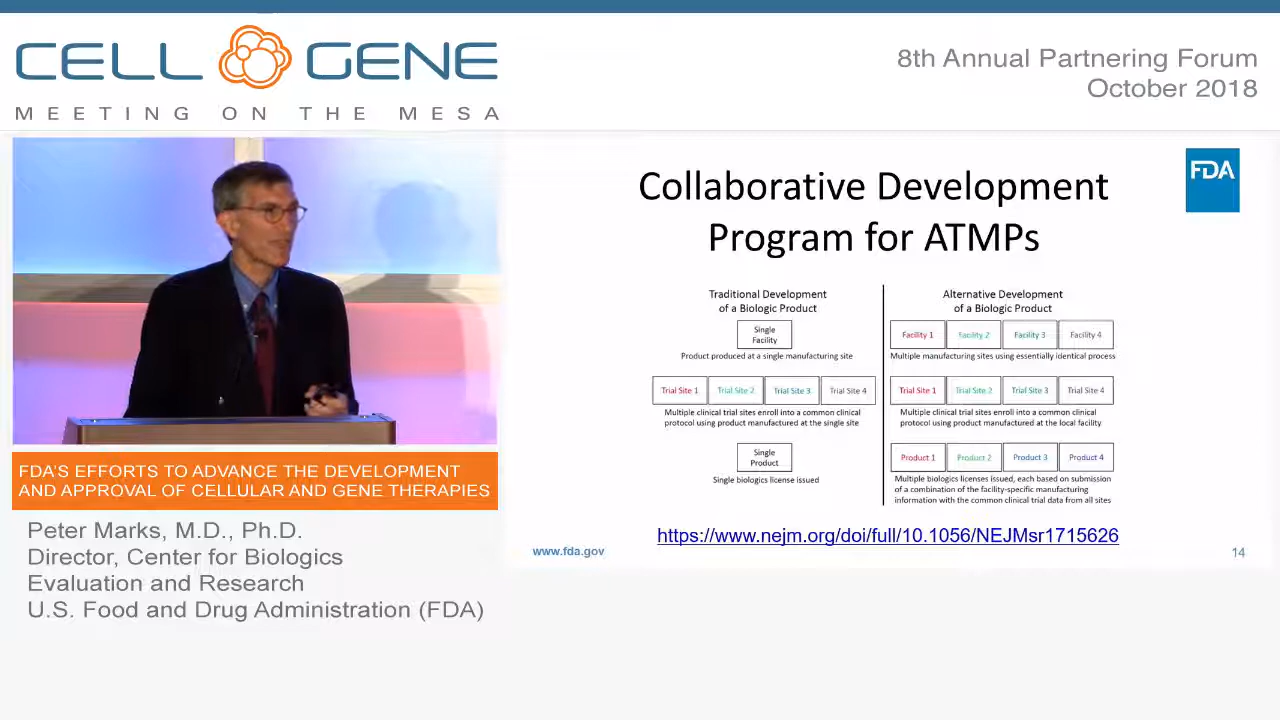 CELL GENE
MEETING ON THE MESA
8th Annual Partnering Forum
October 2018
FDA
Collaborative Development
Program for ATMPs
Traditional Development
of a Biologic Product
Single
Facility
Product produced at a single manufacturing site
Trial Site 1 Trial Site 2 Trial Site 3 Trial Site 4
Multiple clinical trial sites enroll into a common clinical
protocol using product manufactured at the single site
Single
Product
Single biologics license issued
Alternative Development
of a Biologic Product
Facility 1 Facility 2 Facility 3 Facility 4
Multiple manufacturing sites using essentially identical process
Trial Site 1 Trial Site 2 Trial Site 3 Trial Site 4
Multiple clinical trial sites enroll into a common clinical
protocol using product manufactured at the local facility
Product 1 Product 2 Product 3 Product 4
Multiple biologics licenses issued, each based on submission
of a combination of the facility-specific manufacturing
information with the common clinical trial data from all sites
https://www.nejm.org/doi/full/10.1056/NEJMsr1715626
www.fda.gov
14
FDA'S EFFORTS TO ADVANCE THE DEVELOPMENT
AND APPROVAL OF CELLULAR AND GENE THERAPIES
Peter Marks, M.D., Ph.D.
Director, Center for Biologics
Evaluation and Research
U.S. Food and Drug Administration (FDA)